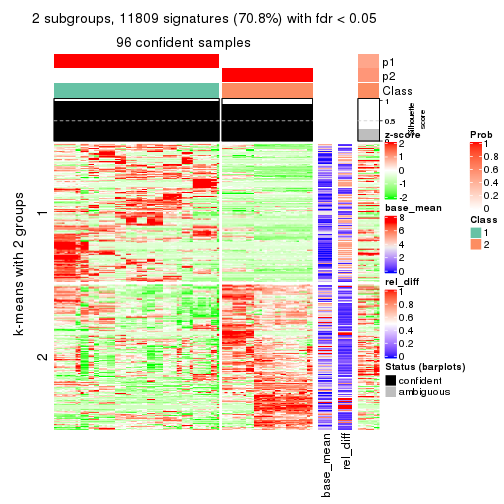 2 subgroups, 11809 signatures (70.8%) with fdr < 0.05
96 confident samples
p1
p2
Class
1
0.5
0
Silhouette
score
k-means with 2 groups
1
2
base_mean
rel_diff
z-score
2
1
0
-1
-2
base_mean
8
6
4
2
0
rel_diff
1
0.8
0.6
0.4
0.2
0
Status (barplots)
confident
ambiguous
Prob
1
0.8
0.6
0.4
0.2
0
Class
1
2